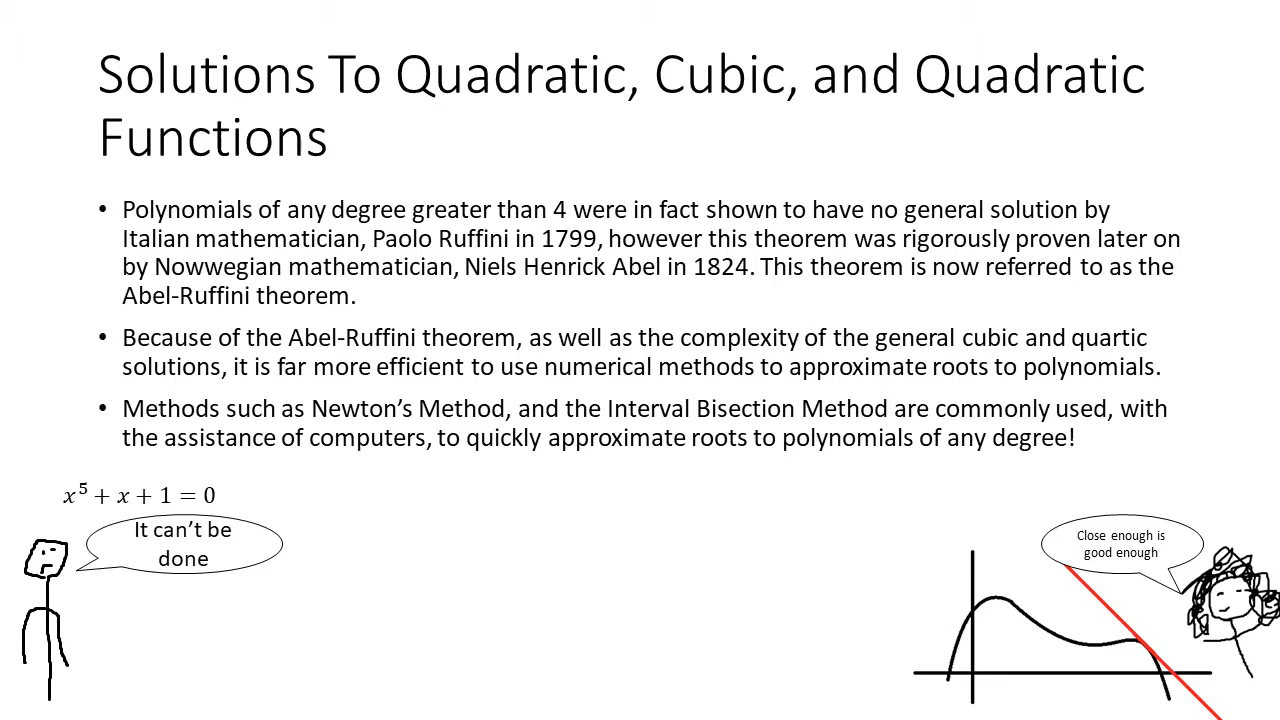 Solutions To Quadratic, Cubic, and Quadratic
Functions
• Polynomials of any degree greater than 4 were in fact shown to have no general solution by
Italian mathematician, Paolo Ruffini in 1799, however this theorem was rigorously proven later on
by Nowwegian mathematician, Niels Henrick Abel in 1824. This theorem is now referred to as the
Abel-Ruffini theorem.
• Because of the Abel-Ruffini theorem, as well as the complexity of the general cubic and quartic
solutions, it is far more efficient to use numerical methods to approximate roots to polynomials.
• Methods such as Newton’s Method, and the Interval Bisection Method are commonly used, with
the assistance of computers, to quickly approximate roots to polynomials of any degree!
x⁵ + x + 1 = 0
It can’t be
done
Close enough is
good enough